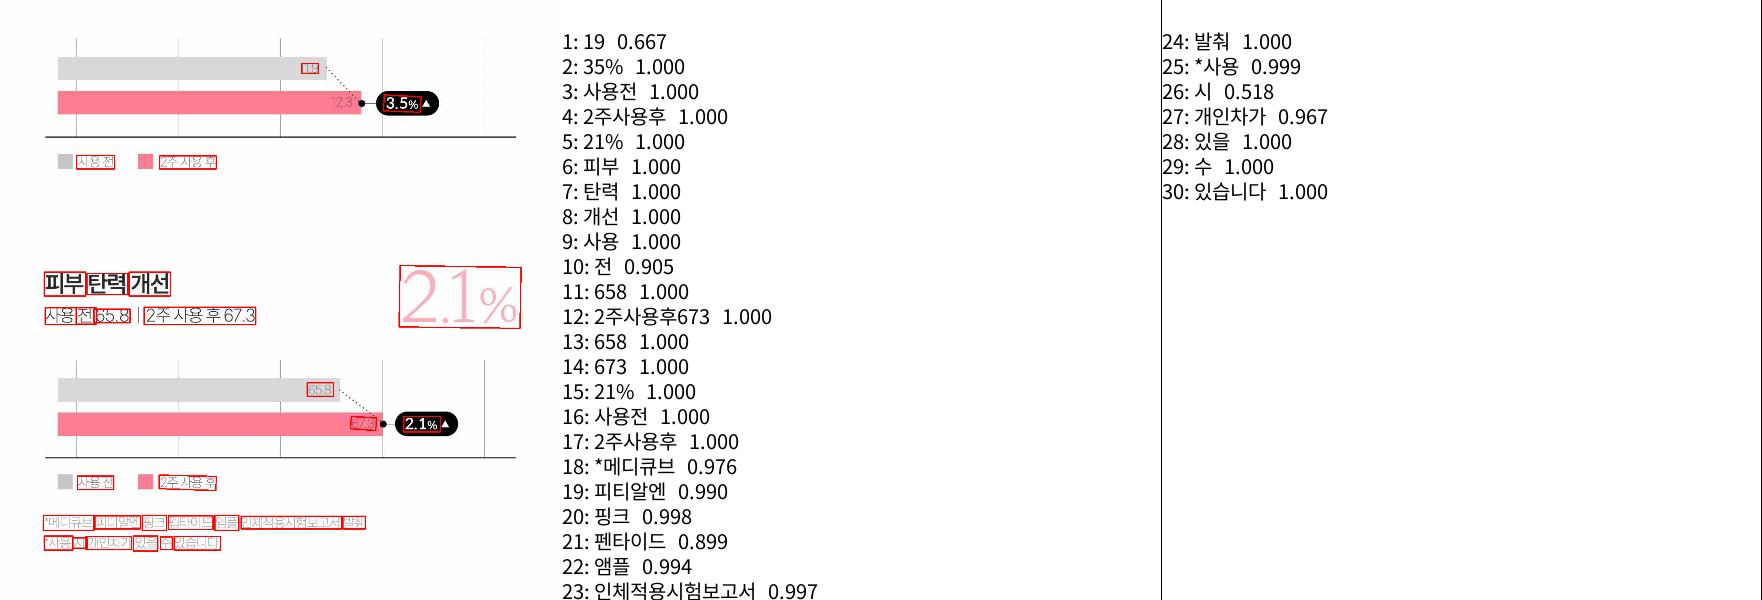 11.9
12.3
3.5%▲
사용 전 2주 사용 후
피부 탄력 개선
2.1%
사용 전 65.8 | 2주 사용 후 67.3
65.8
67.3
2.1%▲
사용 전 2주 사용 후
*메디큐브 피디알엔 핑크 펩타이드 앰플 인체적용시험보고서 발췌
*사용 시 개인차가 있을 수 있습니다
1: 19 0.667
2: 35% 1.000
3: 사용전 1.000
4: 2주사용후 1.000
5: 21% 1.000
6: 피부 1.000
7: 탄력 1.000
8: 개선 1.000
9: 사용 1.000
10: 전 0.905
11: 658 1.000
12: 2주사용후673 1.000
13: 658 1.000
14: 673 1.000
15: 21% 1.000
16: 사용전 1.000
17: 2주사용후 1.000
18: *메디큐브 0.976
19: 피티알엔 0.990
20: 핑크 0.998
21: 펜타이드 0.899
22: 앰플 0.994
23: 인체적용시험보고서 0.997
24: 발췌 1.000
25: *사용 0.999
26: 시 0.518
27: 개인차가 0.967
28: 있을 1.000
29: 수 1.000
30: 있습니다 1.000